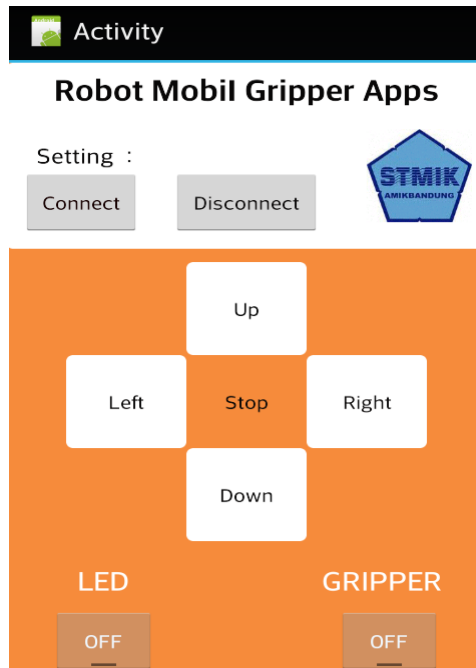 Activity
Robot Mobil Gripper Apps
Setting :
Connect Disconnect
STMIK
AMIKBANDUNG
Up
Left Stop Right
Down
LED GRIPPER
OFF OFF